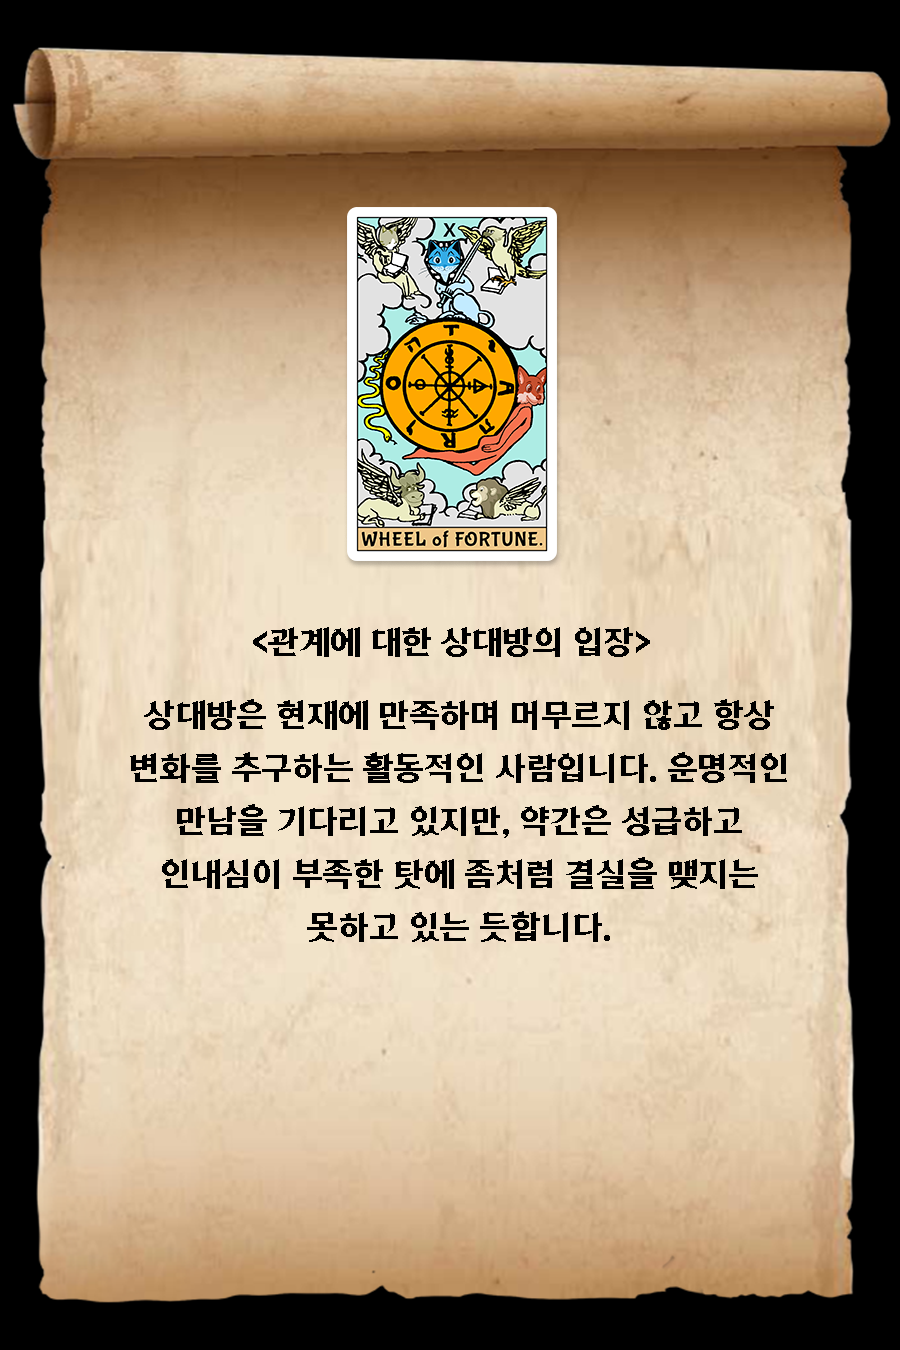 X
WHEEL of FORTUNE.
<관계에 대한 상대방의 입장>
상대방은 현재에 만족하며 머무르지 않고 항상
변화를 추구하는 활동적인 사람입니다. 운명적인
만남을 기다리고 있지만, 약간은 성급하고
인내심이 부족한 탓에 좀처럼 결실을 맺지는
못하고 있는 듯합니다.